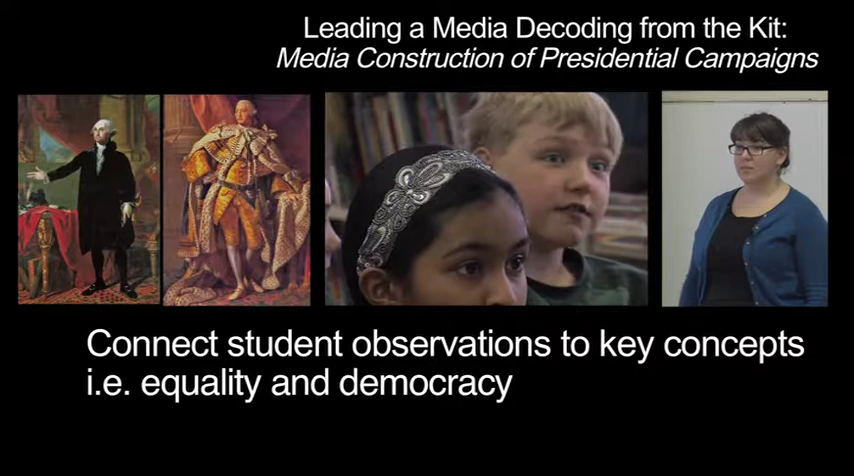 Leading a Media Decoding from the Kit:
Media Construction of Presidential Campaigns
Connect student observations to key concepts
i.e. equality and democracy